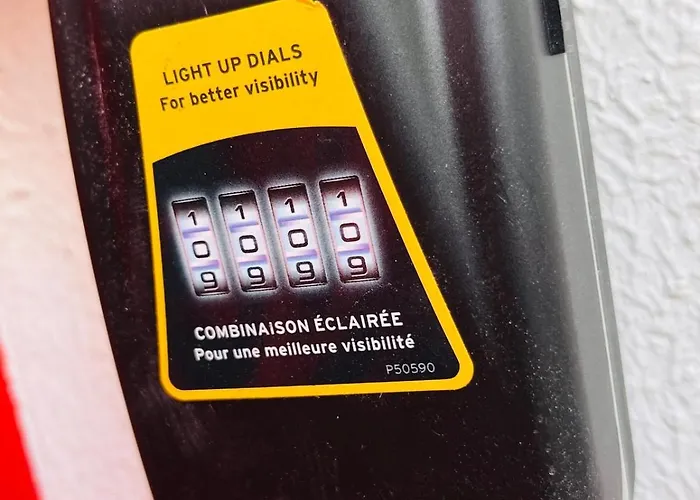 LIGHT UP DIALS
For better visibility
1 1 1 1
0 0 0 0
9 9 9 9
COMBINAISON ÉCLAIRÉE
Pour une meilleure visibilité
P50590